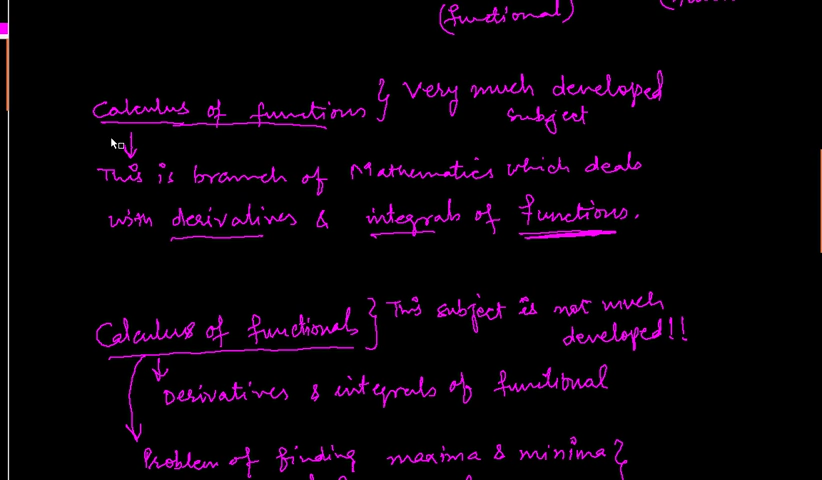 (functional)
Calculus of functions } Very much developed
subject
This is branch of Mathematics which deals
with derivatives & integrals of functions.
Calculus of functionals } This subject is not much
developed!!
Derivatives & integrals of functional
Problem of finding maxima & minima }